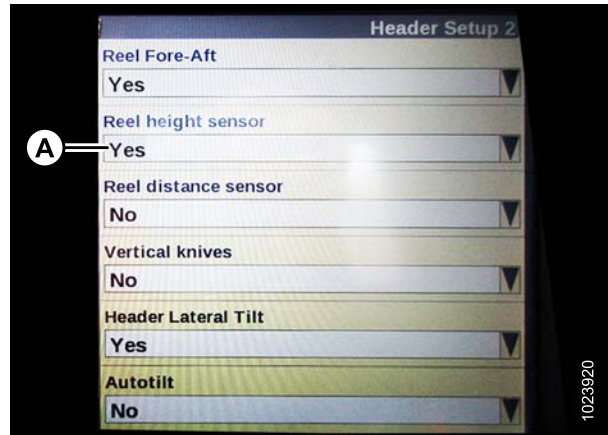 Header Setup 2
Reel Fore-Aft
Yes
Reel height sensor
A
Yes
Reel distance sensor
No
Vertical knives
No
Header Lateral Tilt
Yes
Autotilt
No
1023920